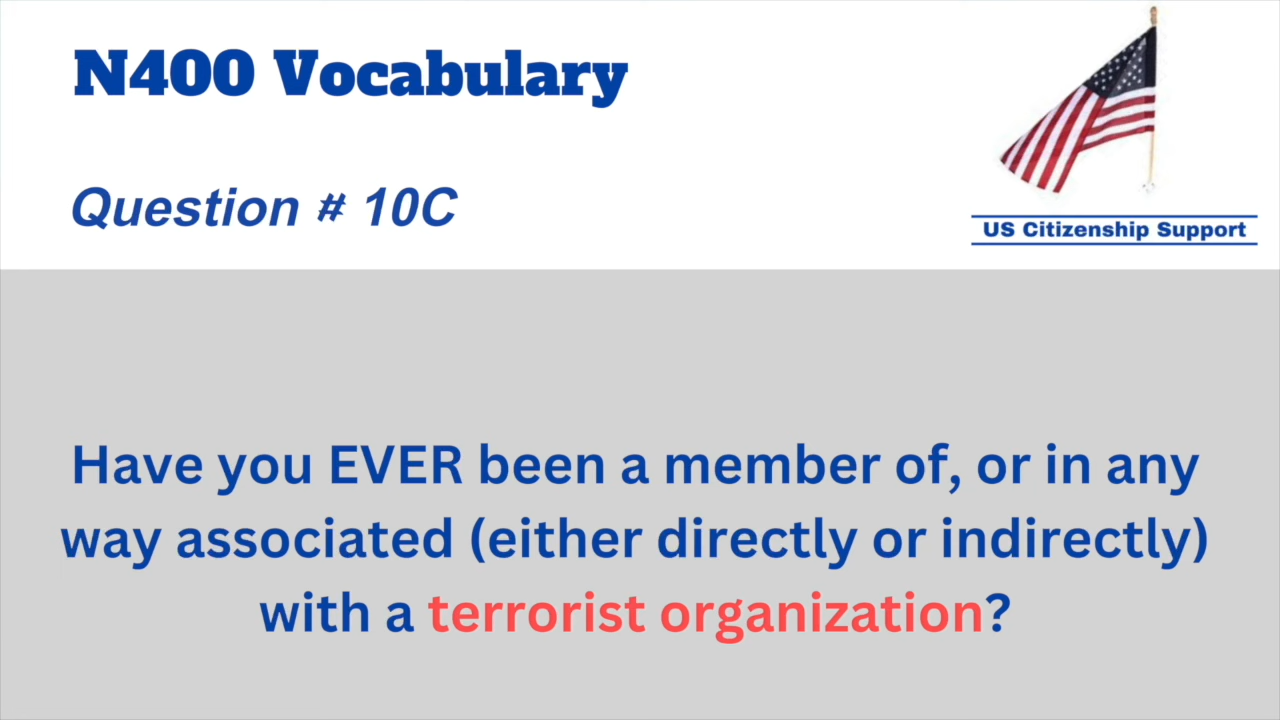 N400 Vocabulary
Question # 10C
US Citizenship Support
Have you EVER been a member of, or in any
way associated (either directly or indirectly)
with a terrorist organization?